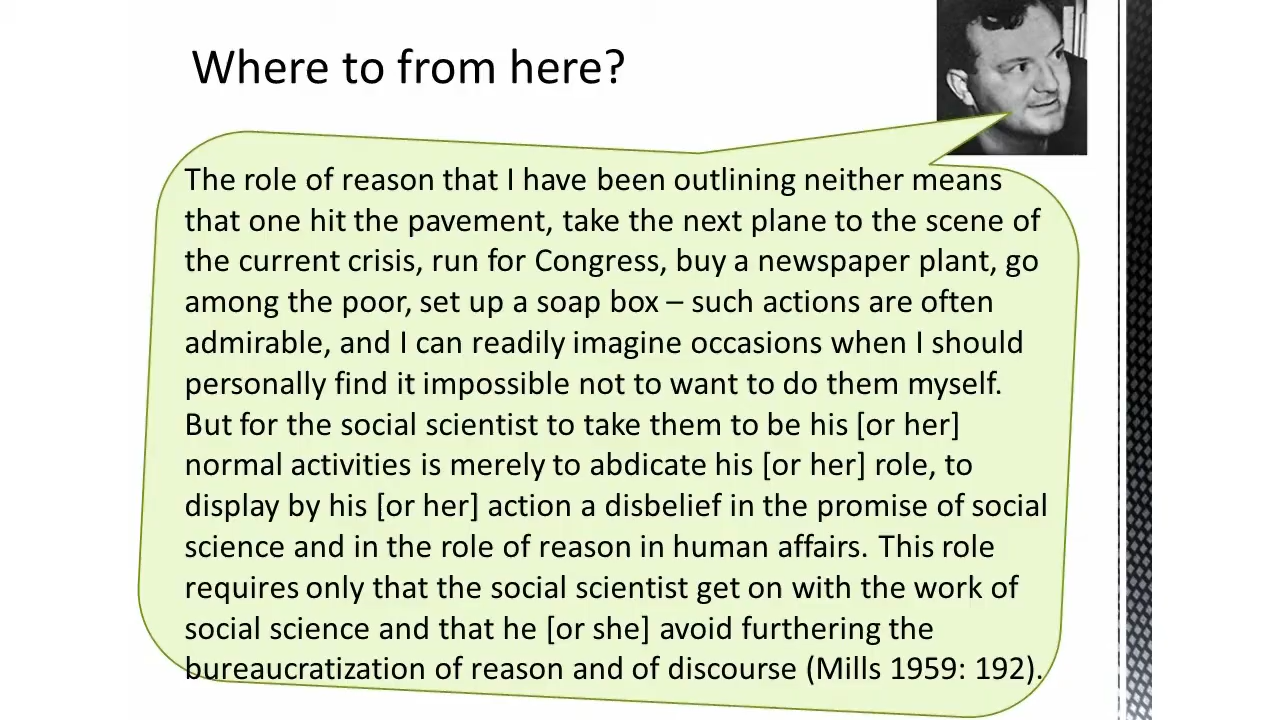 Where to from here?
The role of reason that I have been outlining neither means
that one hit the pavement, take the next plane to the scene of
the current crisis, run for Congress, buy a newspaper plant, go
among the poor, set up a soap box – such actions are often
admirable, and I can readily imagine occasions when I should
personally find it impossible not to want to do them myself.
But for the social scientist to take them to be his [or her]
normal activities is merely to abdicate his [or her] role, to
display by his [or her] action a disbelief in the promise of social
science and in the role of reason in human affairs. This role
requires only that the social scientist get on with the work of
social science and that he [or she] avoid furthering the
bureaucratization of reason and of discourse (Mills 1959: 192).